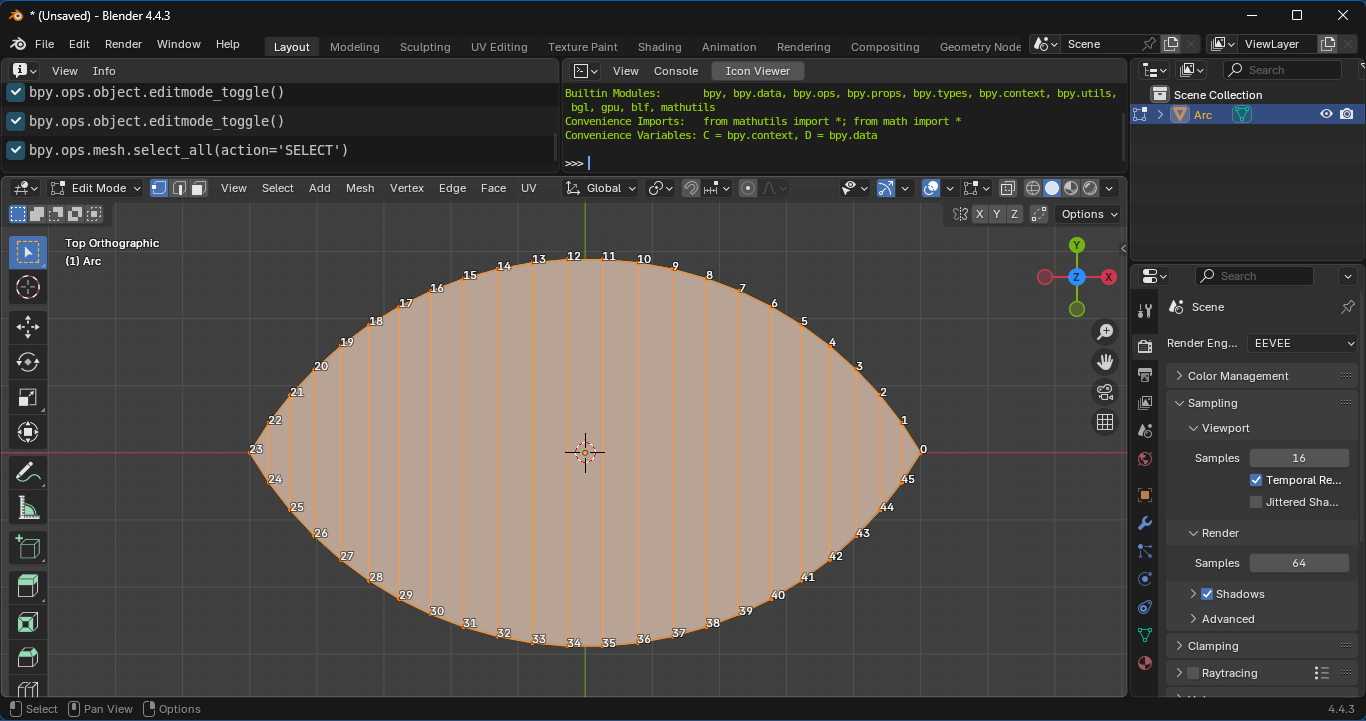 * (Unsaved) - Blender 4.4.3
File Edit Render Window Help Layout Modeling Sculpting UV Editing Texture Paint Shading Animation Rendering Compositing Geometry Node Scene ViewLayer
View Info
bpy.ops.object.editmode_toggle()
bpy.ops.object.editmode_toggle()
bpy.ops.mesh.select_all(action='SELECT')
View Console Icon Viewer
Builtin Modules: bpy, bpy.data, bpy.ops, bpy.props, bpy.types, bpy.context, bpy.utils,
bgl, gpu, blf, mathutils
Convenience Imports: from mathutils import *; from math import *
Convenience Variables: C = bpy.context, D = bpy.data
>>>
Search
Scene Collection
Arc
Edit Mode View Select Add Mesh Vertex Edge Face UV Global
X Y Z Options
Top Orthographic
(1) Arc
Y
X
Z
0
1
2
3
4
5
6
7
8
9
10
11
12
13
14
15
16
17
18
19
20
21
22
23
24
25
26
27
28
29
30
31
32
33
34
35
36
37
38
39
40
41
42
43
44
45
Search
Scene
Render Eng... EEVEE
Color Management
Sampling
Viewport
Samples 16
Temporal Re...
Jittered Sha...
Render
Samples 64
Shadows
Advanced
Clamping
Raytracing
Select Pan View Options 4.4.3